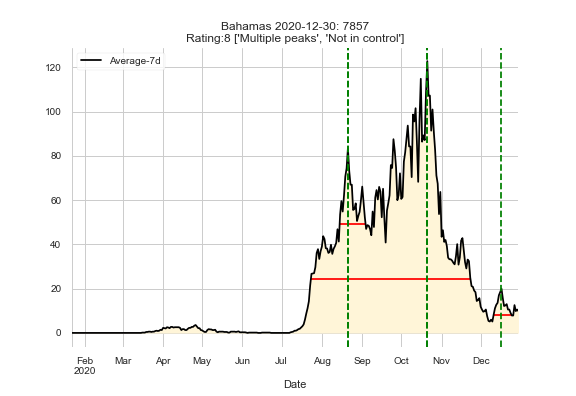 Bahamas 2020-12-30: 7857
Rating:8 ['Multiple peaks', 'Not in control']
Average-7d
120
100
80
60
40
20
0
Feb Mar Apr May Jun Jul Aug Sep Oct Nov Dec
2020
Date